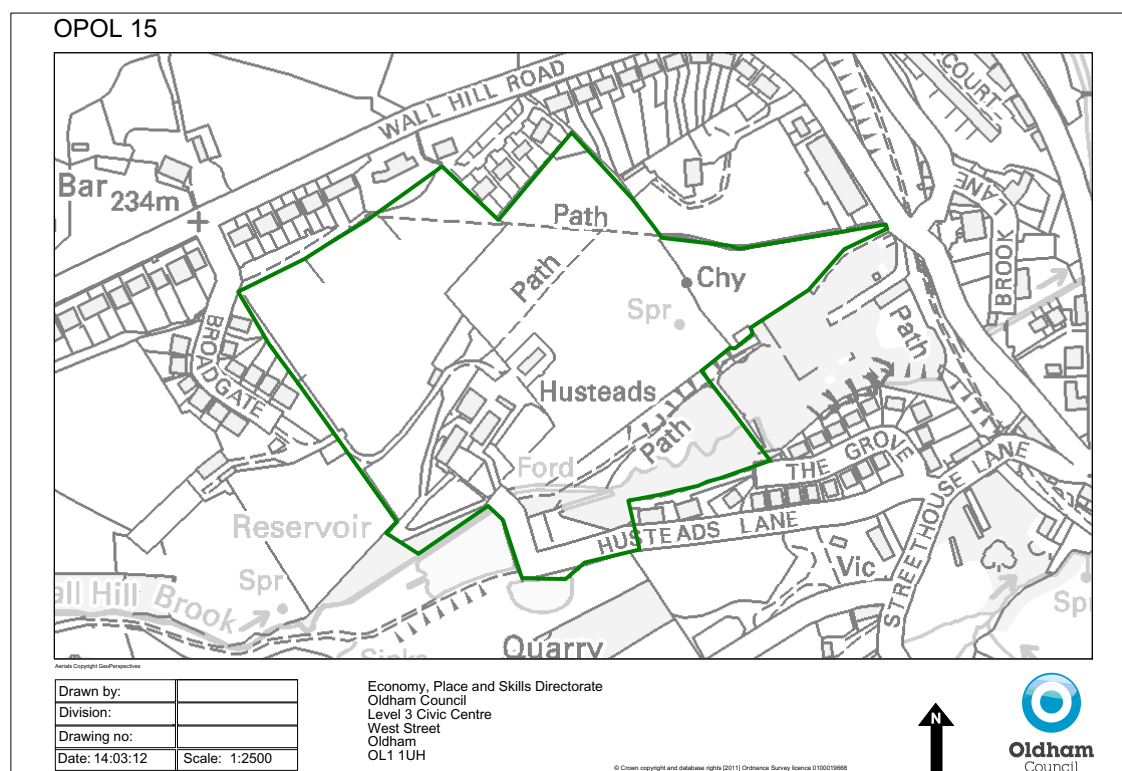 OPOL 15
WALL HILL ROAD
COURT
Bar
234m
Path
LANE
BROOK
Path
Chy
Spr
Path
BROADGATE
Husteads
Path
Ford
THE GROVE
Reservoir
HUSTEADS LANE
STREETHOUSE LANE
Vic
Spr
all Hill Brook
Spr
Quarry
Sinks
Aerials Copyright GeoPerspectives
Drawn by:
Division:
Drawing no:
Date: 14:03:12
Scale: 1:2500
Economy, Place and Skills Directorate
Oldham Council
Level 3 Civic Centre
West Street
Oldham
OL1 1UH
N
Oldham
Council
© Crown copyright and database rights [2011] Ordnance Survey licence 0100019668